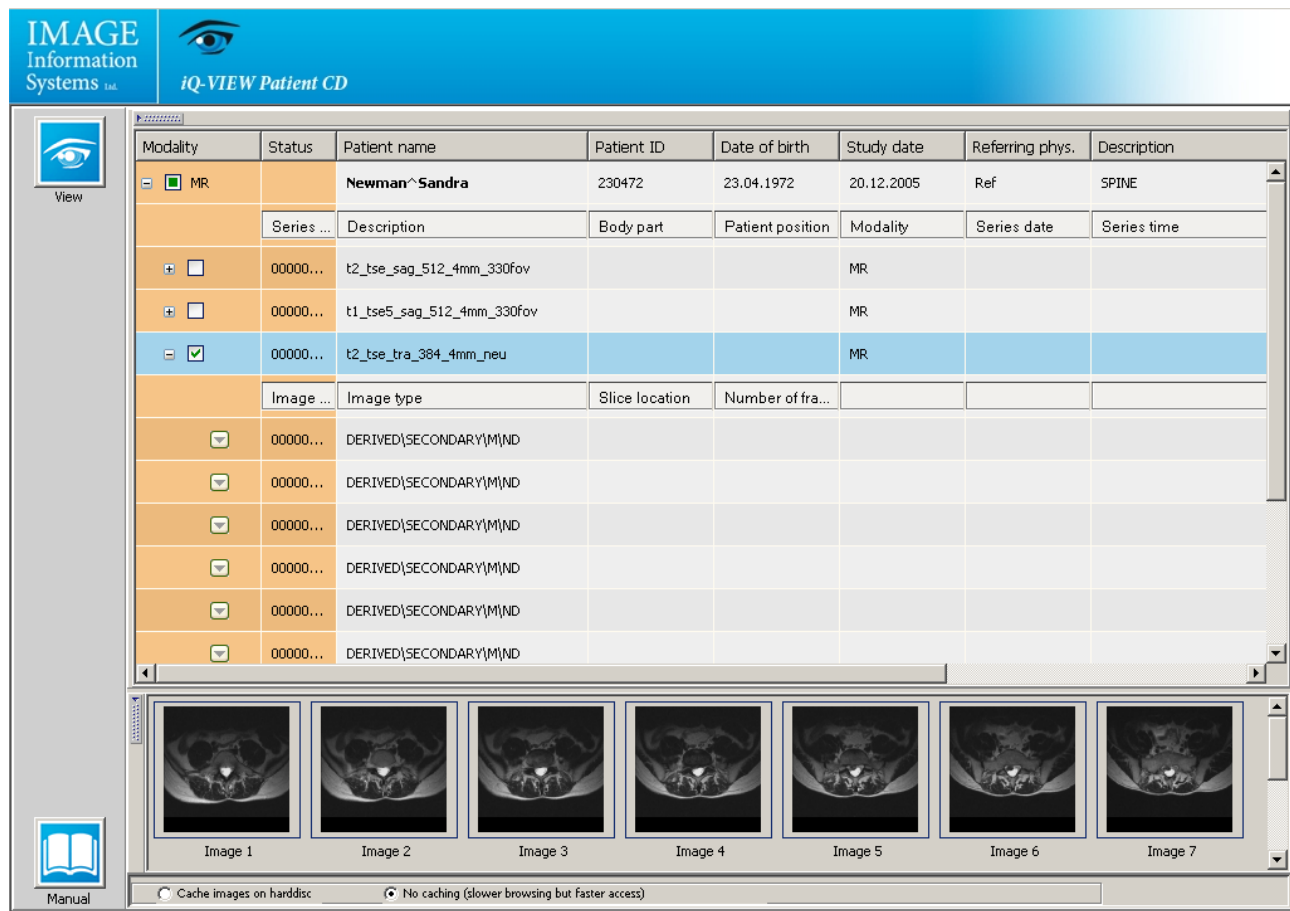 IMAGE
Information
Systems Ltd.
iQ-VIEW Patient CD
View
Modality Status Patient name Patient ID Date of birth Study date Referring phys. Description
MR Newman^Sandra 230472 23.04.1972 20.12.2005 Ref SPINE
Series ... Description Body part Patient position Modality Series date Series time
00000... t2_tse_sag_512_4mm_330fov MR
00000... t1_tse5_sag_512_4mm_330fov MR
00000... t2_tse_tra_384_4mm_neu MR
Image ... Image type Slice location Number of fra...
00000... DERIVED\SECONDARY\M\ND
00000... DERIVED\SECONDARY\M\ND
00000... DERIVED\SECONDARY\M\ND
00000... DERIVED\SECONDARY\M\ND
00000... DERIVED\SECONDARY\M\ND
00000... DERIVED\SECONDARY\M\ND
Image 1 Image 2 Image 3 Image 4 Image 5 Image 6 Image 7
Manual
Cache images on harddisc No caching (slower browsing but faster access)